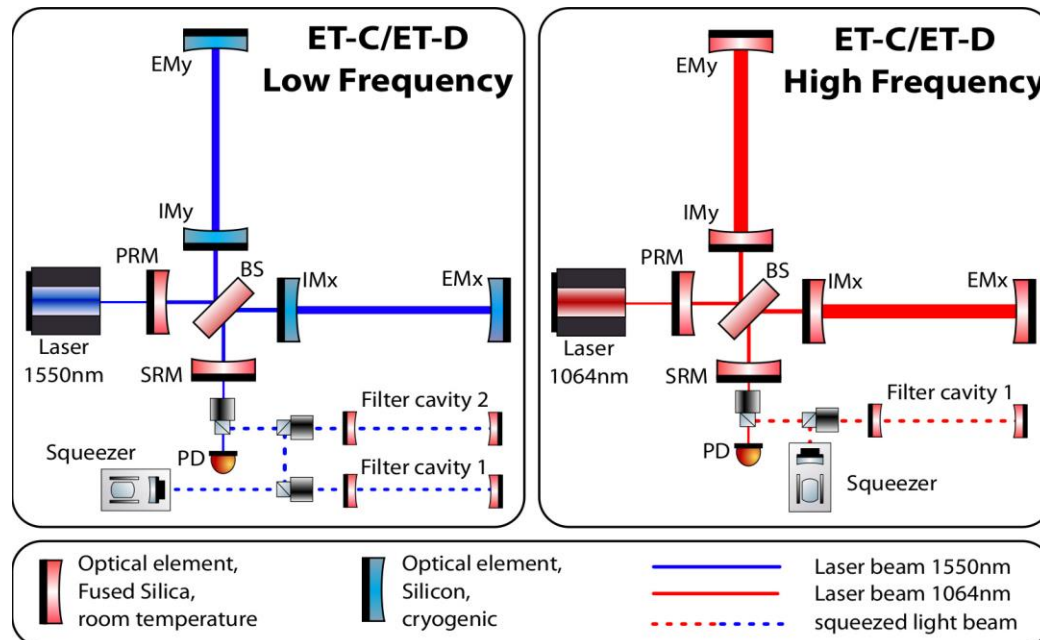 ET-C/ET-D
Low Frequency
EMy
IMy
PRM
BS
IMx
EMx
Laser
1550nm
SRM
Filter cavity 2
Squeezer
PD
Filter cavity 1
ET-C/ET-D
High Frequency
EMy
IMy
PRM
BS
IMx
EMx
Laser
1064nm
SRM
Filter cavity 1
PD
Squeezer
Optical element,
Fused Silica,
room temperature
Optical element,
Silicon,
cryogenic
Laser beam 1550nm
Laser beam 1064nm
squeezed light beam